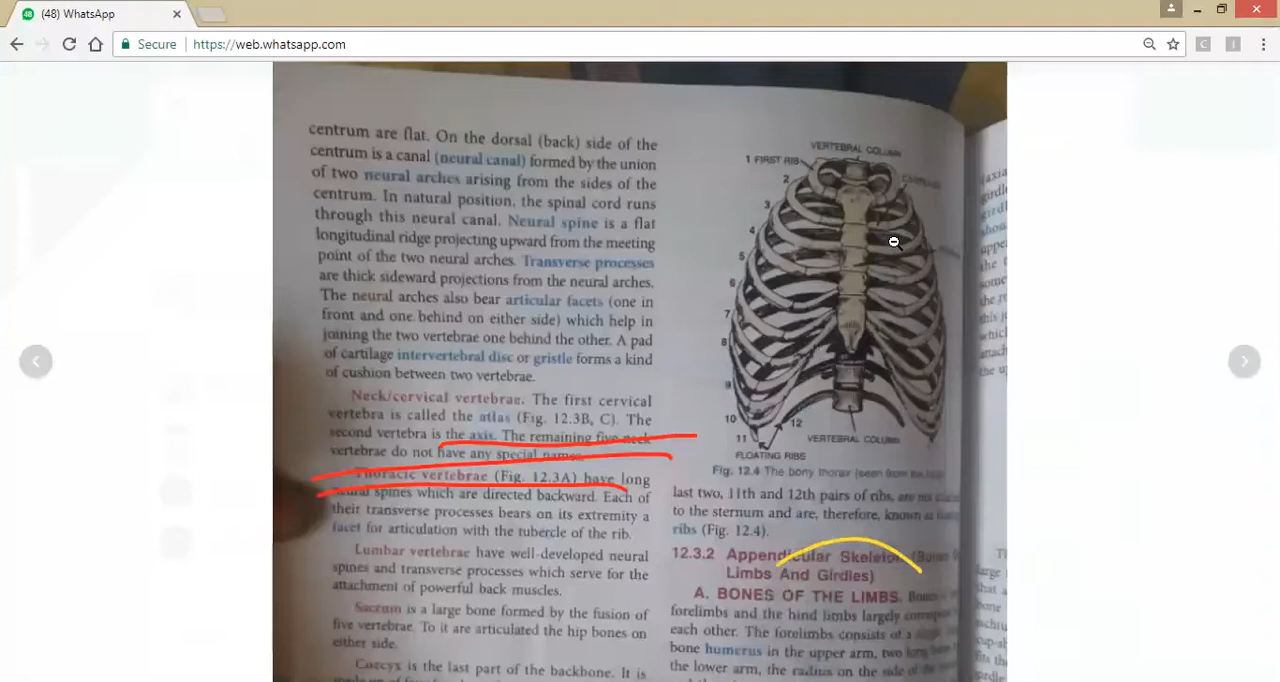 (48) WhatsApp
Secure
https://web.whatsapp.com
centrum are flat. On the dorsal (back) side of the
centrum is a canal (neural canal) formed by the union
of two neural arches arising from the sides of the
centrum. In natural position, the spinal cord runs
through this neural canal. Neural spine is a flat
longitudinal ridge projecting upward from the meeting
point of the two neural arches. Transverse processes
are thick sideward projections from the neural arches.
The neural arches also bear articular facets (one in
front and one behind on either side) which help in
joining the two vertebrae one behind the other. A pad
of cartilage intervertebral disc or gristle forms a kind
of cushion between two vertebrae.
Neck/cervical vertebrae. The first cervical
vertebra is called the atlas (Fig. 12.3B, C). The
second vertebra is the axis. The remaining five neck
vertebrae do not have any special names.
Thoracic vertebrae (Fig. 12.3A) have long
neural spines which are directed backward. Each of
their transverse processes bears on its extremity a
facet for articulation with the tubercle of the rib.
Lumbar vertebrae have well-developed neural
spines and transverse processes which serve for the
attachment of powerful back muscles.
Sacrum is a large bone formed by the fusion of
five vertebrae. To it are articulated the hip bones on
either side.
Coccyx is the last part of the backbone. It is
VERTEBRAL COLUMN
1 FIRST RIB
2
3
4
5
6
7
8
9
10
11
12
VERTEBRAL COLUMN
FLOATING RIBS
Fig. 12.4 The bony thorax (seen from the
last two, 11th and 12th pairs of ribs, are not
to the sternum and are, therefore, known as
ribs (Fig. 12.4).
12.3.2 Appendicular Skeleton (Bones
Limbs And Girdles)
A. BONES OF THE LIMBS. Bones
forelimbs and the hind limbs largely
each other. The forelimbs consists of a
bone humerus in the upper arm, two long
the lower arm, the radius on the side of the